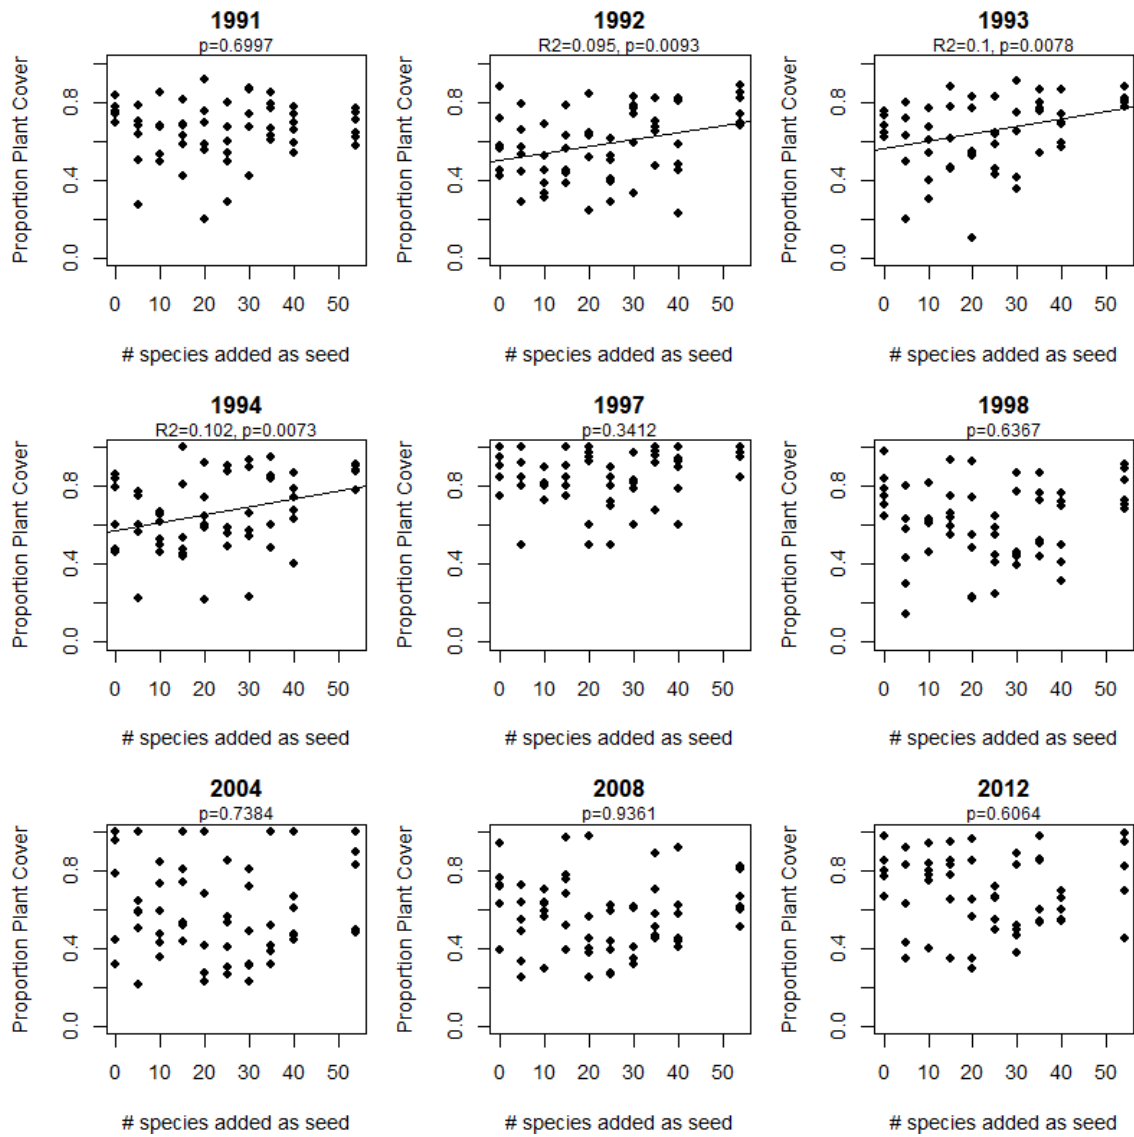 1991
p=0.6997
Proportion Plant Cover
0.0 0.4 0.8
0 10 20 30 40 50
# species added as seed
1992
R2=0.095, p=0.0093
Proportion Plant Cover
0.0 0.4 0.8
0 10 20 30 40 50
# species added as seed
1993
R2=0.1, p=0.0078
Proportion Plant Cover
0.0 0.4 0.8
0 10 20 30 40 50
# species added as seed
1994
R2=0.102, p=0.0073
Proportion Plant Cover
0.0 0.4 0.8
0 10 20 30 40 50
# species added as seed
1997
p=0.3412
Proportion Plant Cover
0.0 0.4 0.8
0 10 20 30 40 50
# species added as seed
1998
p=0.6367
Proportion Plant Cover
0.0 0.4 0.8
0 10 20 30 40 50
# species added as seed
2004
p=0.7384
Proportion Plant Cover
0.0 0.4 0.8
0 10 20 30 40 50
# species added as seed
2008
p=0.9361
Proportion Plant Cover
0.0 0.4 0.8
0 10 20 30 40 50
# species added as seed
2012
p=0.6064
Proportion Plant Cover
0.0 0.4 0.8
0 10 20 30 40 50
# species added as seed